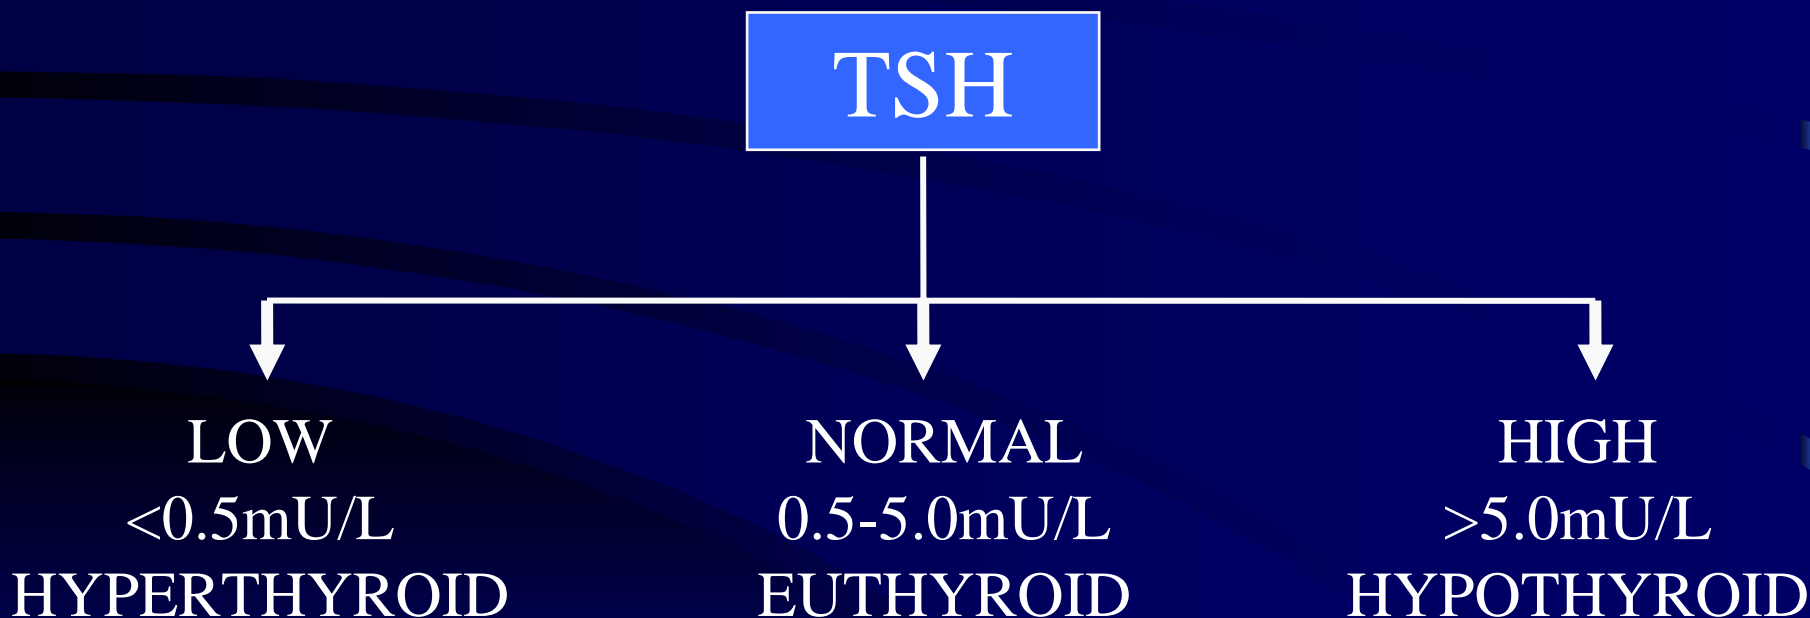 TSH
LOW
<0.5mU/L
HYPERTHYROID
NORMAL
0.5-5.0mU/L
EUTHYROID
HIGH
>5.0mU/L
HYPOTHYROID